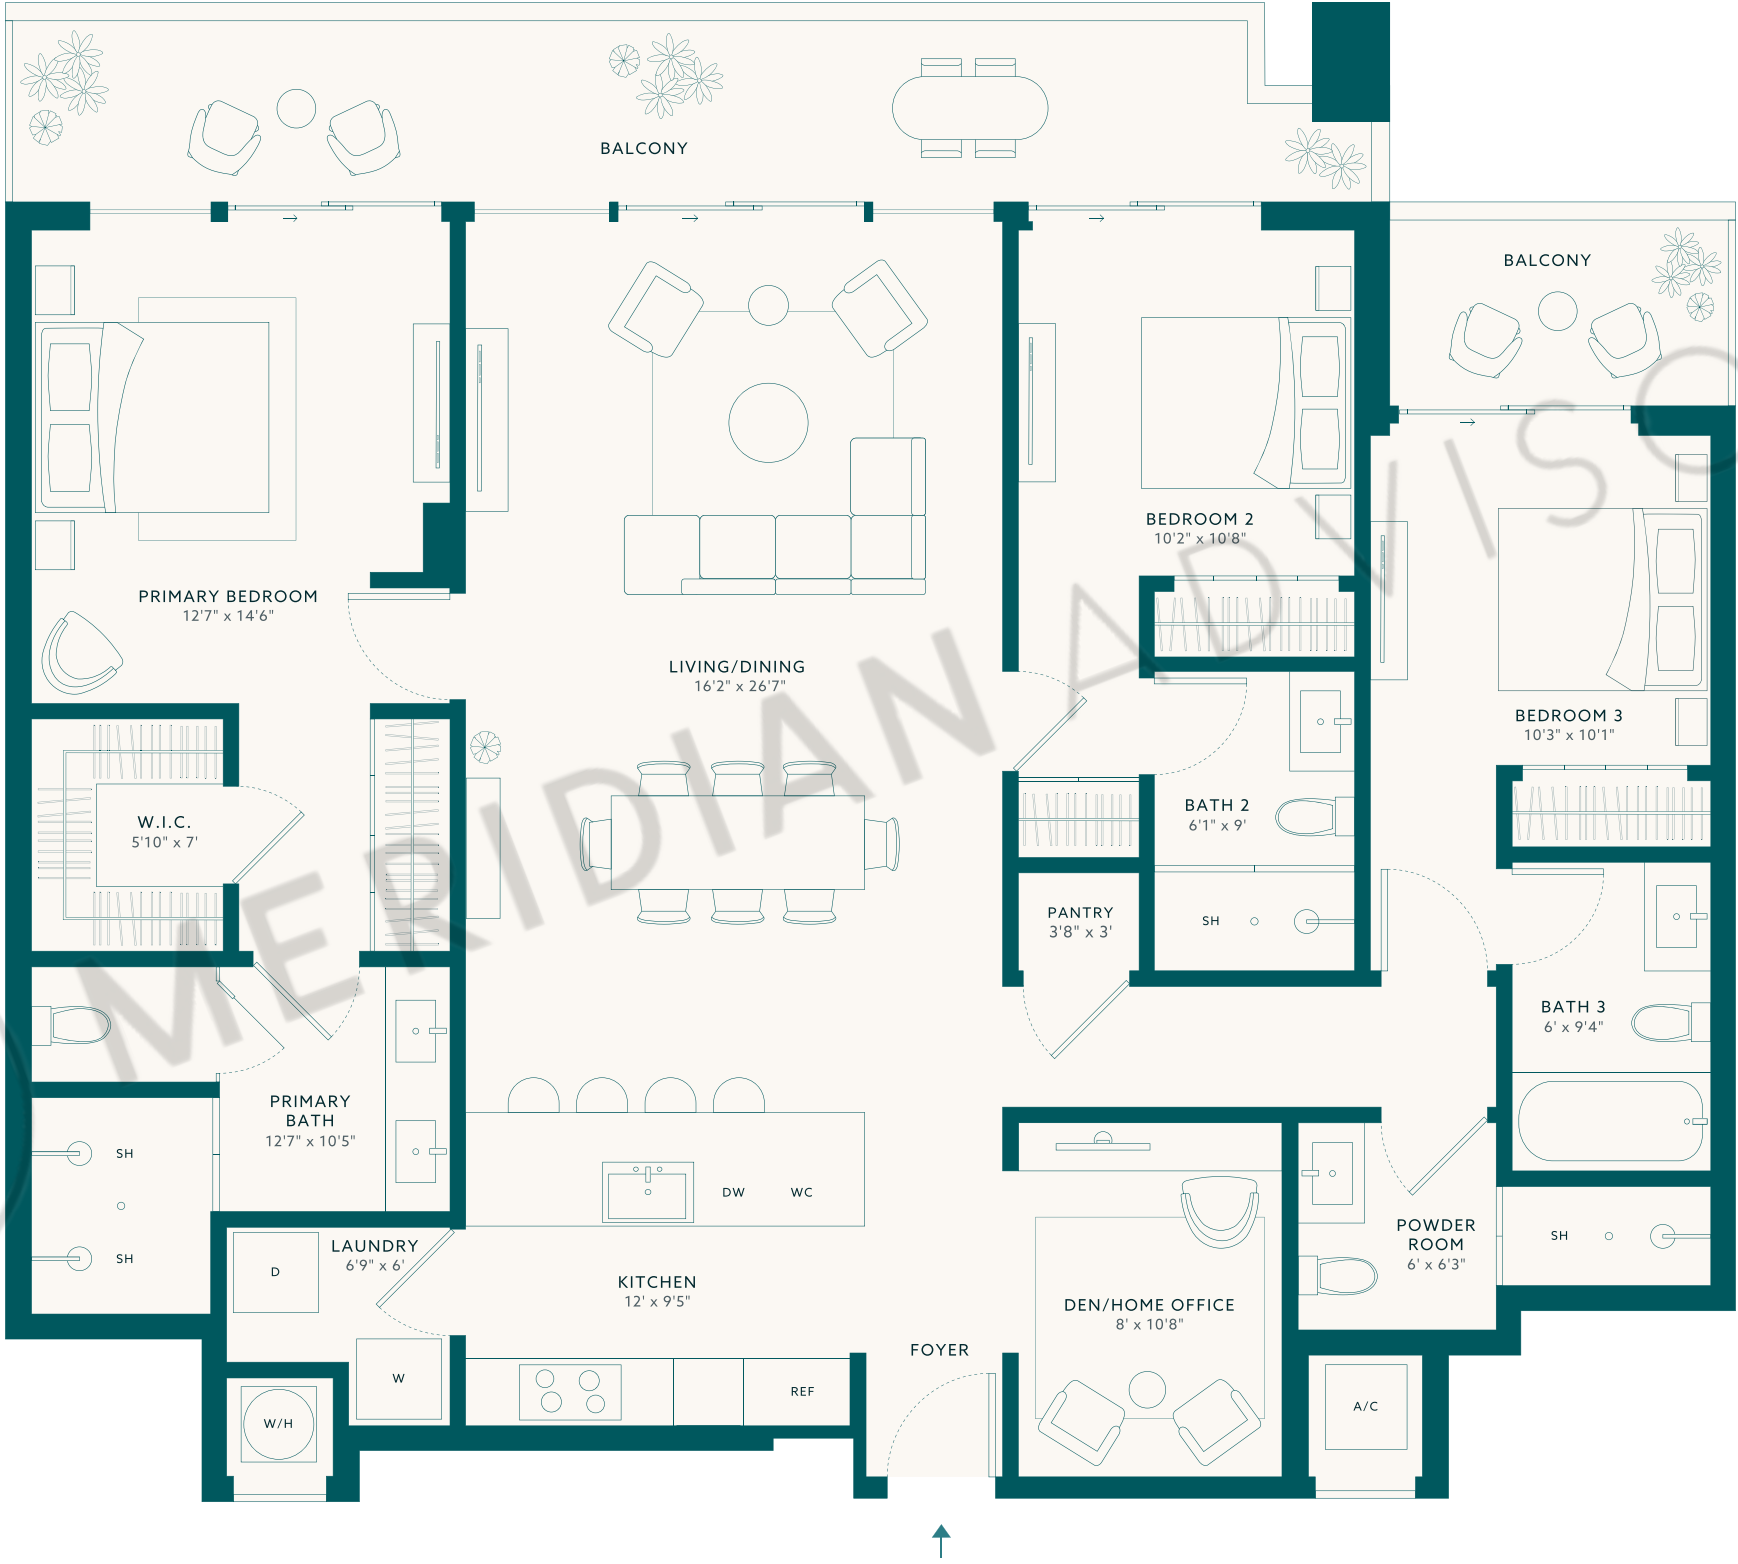 BALCONY
BALCONY
BEDROOM 2
10'2" x 10'8"
PRIMARY BEDROOM
12'7" x 14'6"
LIVING/DINING
16'2" x 26'7"
BEDROOM 3
10'3" x 10'1"
W.I.C.
5'10" x 7'
BATH 2
6'1" x 9'
PANTRY
3'8" x 3'
SH
BATH 3
6' x 9'4"
PRIMARY
BATH
12'7" x 10'5"
SH
SH
DW
WC
LAUNDRY
6'9" x 6'
D
KITCHEN
12' x 9'5"
POWDER
ROOM
6' x 6'3"
SH
DEN/HOME OFFICE
8' x 10'8"
FOYER
W
REF
W/H
A/C
MERIDIAN ADVISO